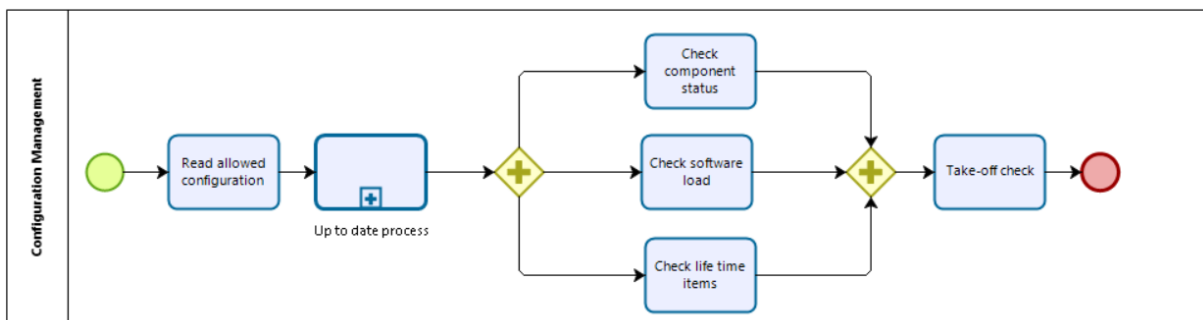 Configuration Management
Read allowed
configuration
Up to date process
Check
component
status
Check software
load
Check life time
items
Take-off check